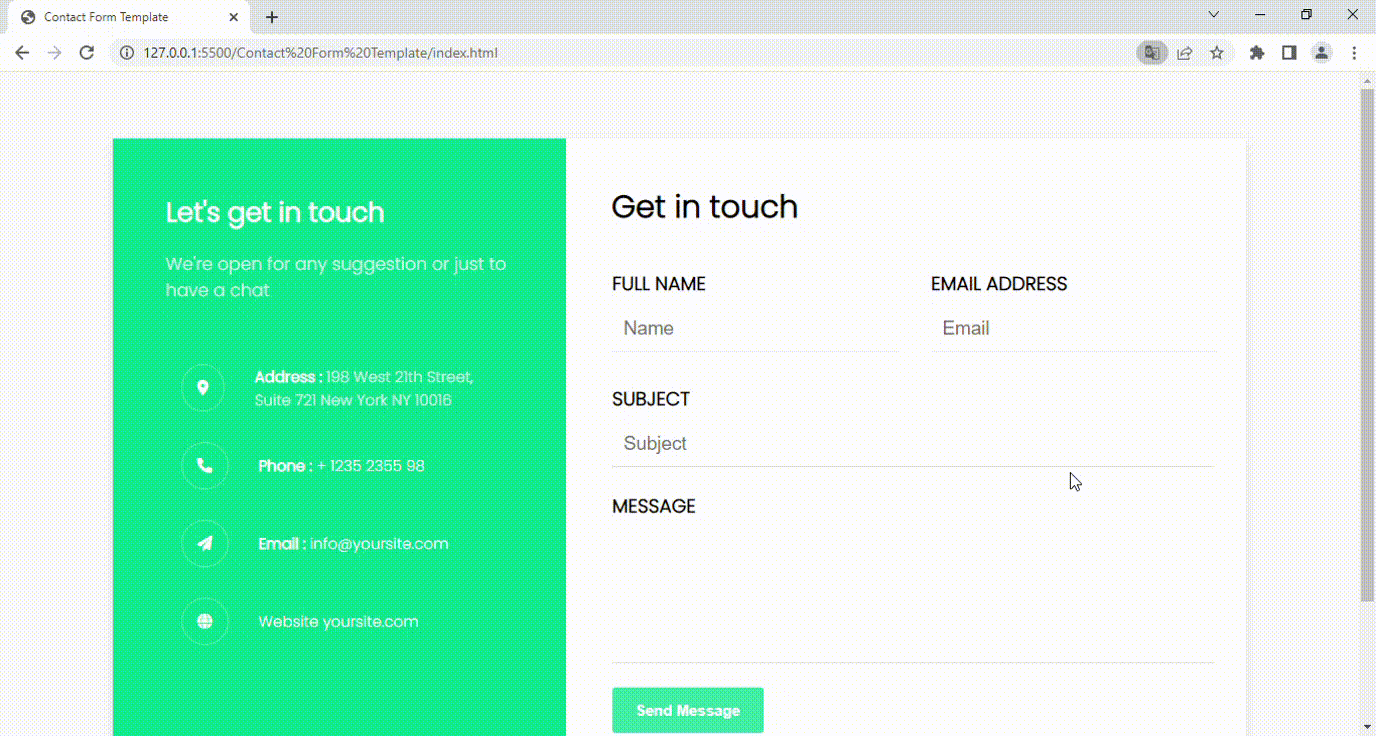 Contact Form Template
127.0.0.1:5500/Contact%20Form%20Template/index.html
Let's get in touch
We're open for any suggestion or just to
have a chat
Address : 198 West 21th Street,
Suite 721 New York NY 10016
Phone : + 1235 2355 98
Email : info@yoursite.com
Website yoursite.com
Get in touch
FULL NAME
EMAIL ADDRESS
Name
Email
SUBJECT
Subject
MESSAGE
Send Message